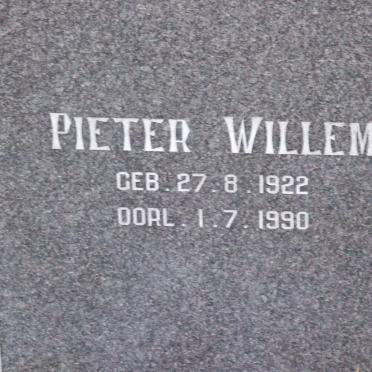 PIETER WILLEM
GEB. 27. 8. 1922
OORL. 1. 7. 1990